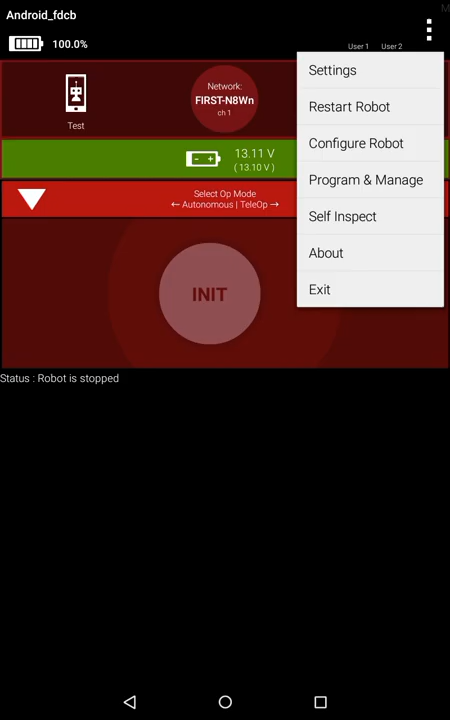 Android_fdcb
M
100.0%
User 1 User 2
Network:
FIRST-N8Wn
ch 1
Test
13.11 V
( 13.10 V )
Select Op Mode
← Autonomous | TeleOp →
INIT
Settings
Restart Robot
Configure Robot
Program & Manage
Self Inspect
About
Exit
Status : Robot is stopped